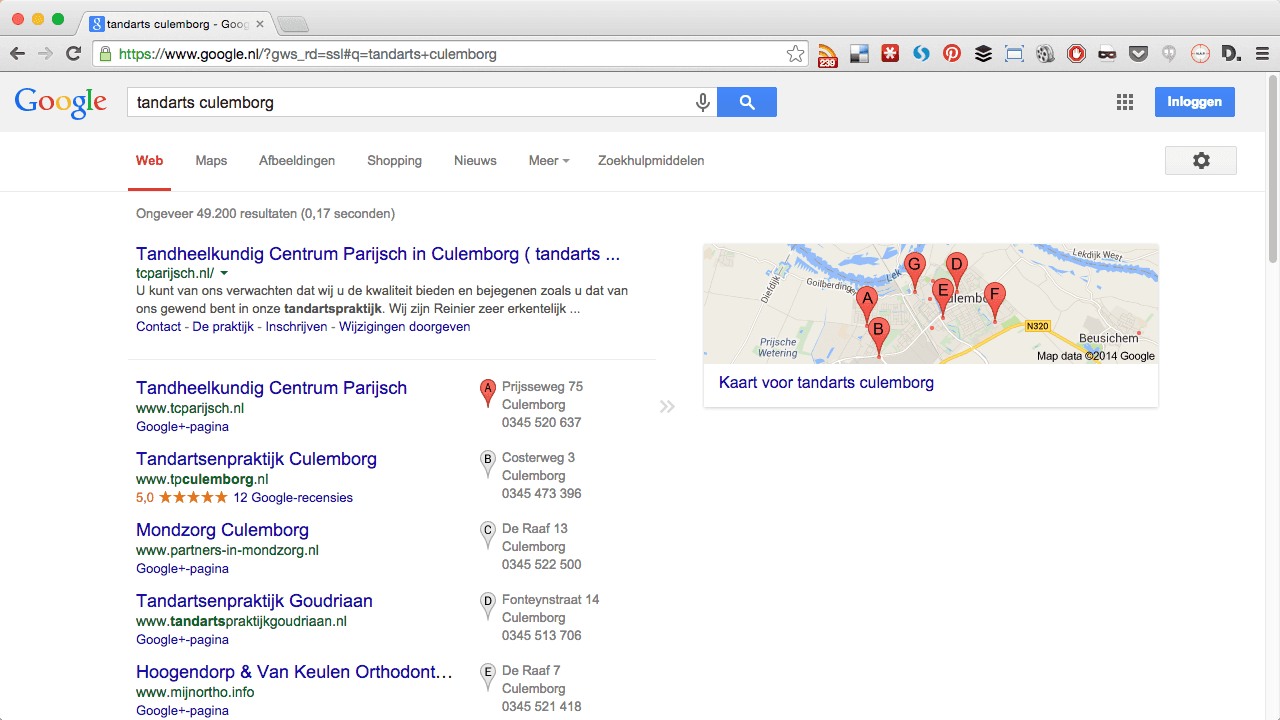 tandarts culemborg - Goog
https://www.google.nl/?gws_rd=ssl#q=tandarts+culemborg
239
Google
tandarts culemborg
Inloggen
Web Maps Afbeeldingen Shopping Nieuws Meer Zoekhulpmiddelen
Ongeveer 49.200 resultaten (0,17 seconden)
Tandheelkundig Centrum Parijsch in Culemborg ( tandarts ...
tcparijsch.nl/
U kunt van ons verwachten dat wij u de kwaliteit bieden en bejegenen zoals u dat van
ons gewend bent in onze tandartspraktijk. Wij zijn Reinier zeer erkentelijk ...
Contact - De praktijk - Inschrijven - Wijzigingen doorgeven
Tandheelkundig Centrum Parijsch
www.tcparijsch.nl
Google+-pagina
A
Prijsseweg 75
Culemborg
0345 520 637
Tandartsenpraktijk Culemborg
www.tpculemborg.nl
5,0 ★★★★★ 12 Google-recensies
B
Costerweg 3
Culemborg
0345 473 396
Mondzorg Culemborg
www.partners-in-mondzorg.nl
Google+-pagina
C
De Raaf 13
Culemborg
0345 522 500
Tandartsenpraktijk Goudriaan
www.tandartspraktijkgoudriaan.nl
Google+-pagina
D
Fonteynstraat 14
Culemborg
0345 513 706
Hoogendorp & Van Keulen Orthodont...
www.mijnortho.info
Google+-pagina
E
De Raaf 7
Culemborg
0345 521 418
Lekdijk West
Diefdijk
Goilberdingen
Lek
G
D
E
F
A
B
N320
Beusichem
Prijsche
Wetering
Map data ©2014 Google
Kaart voor tandarts culemborg